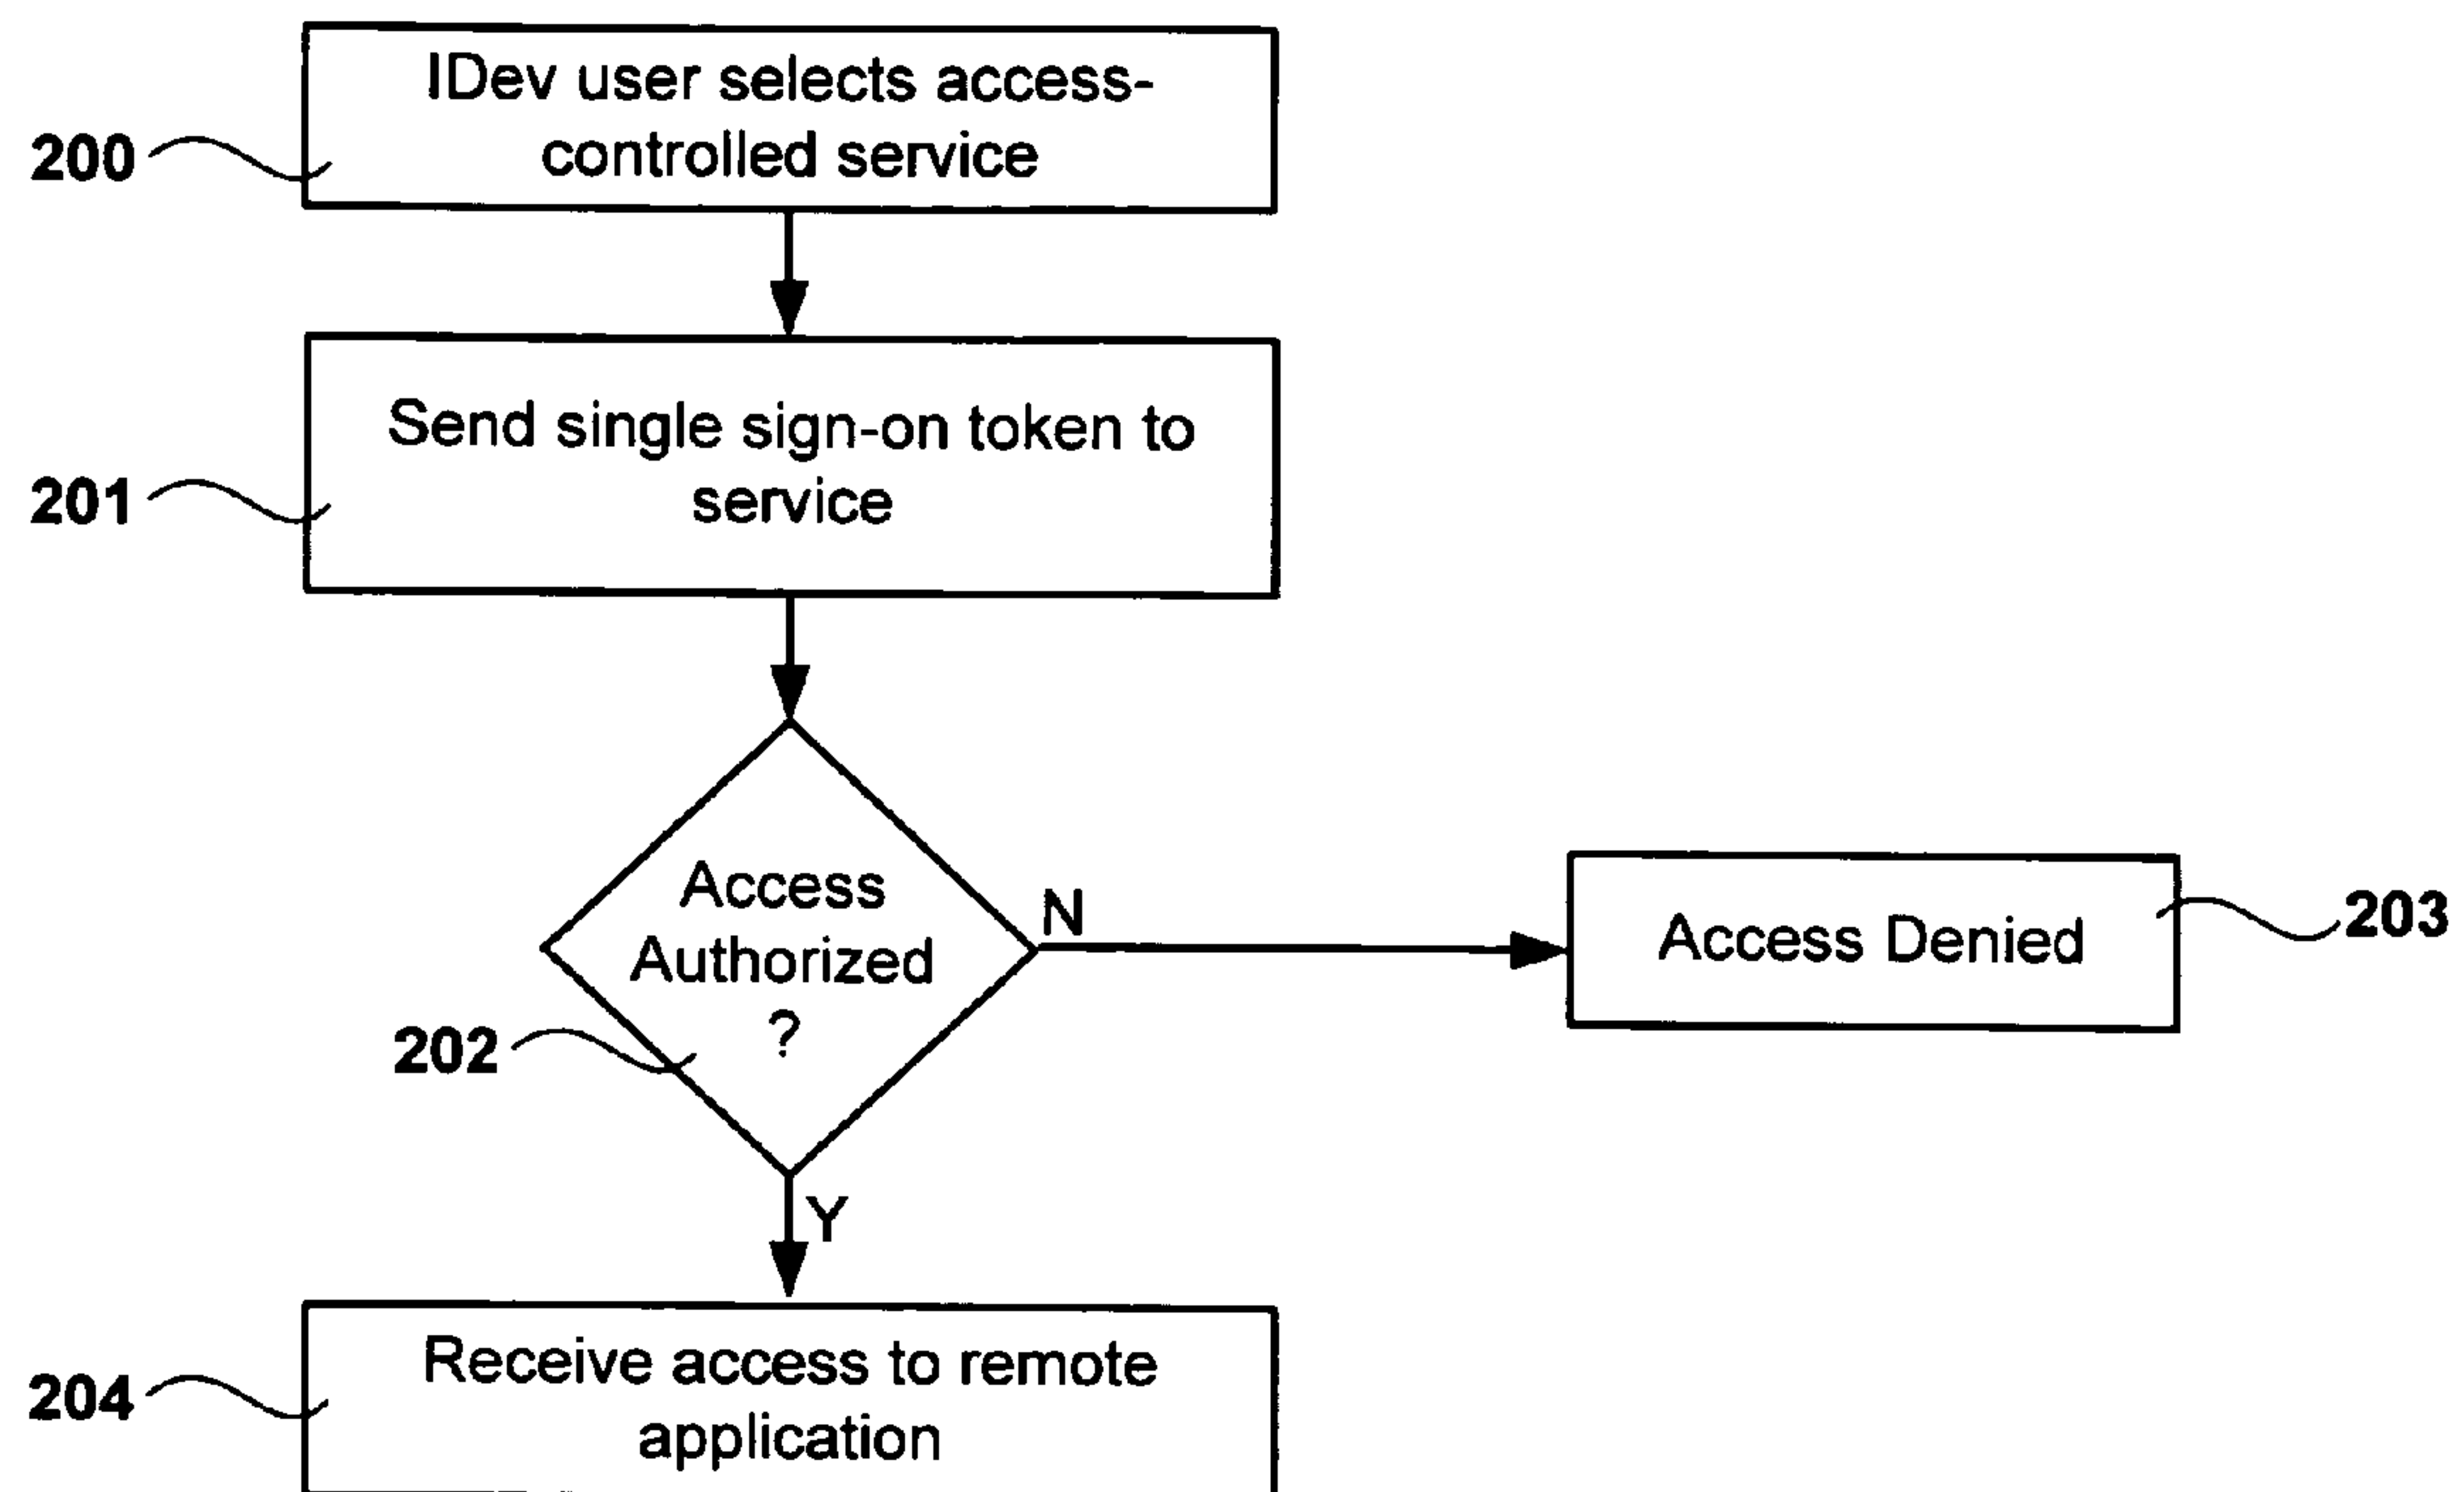 IDev user selects access-
controlled service
200
Send single sign-on token to
service
201
Access
Authorized
?
202
N
Access Denied
203
Y
Receive access to remote
application
204